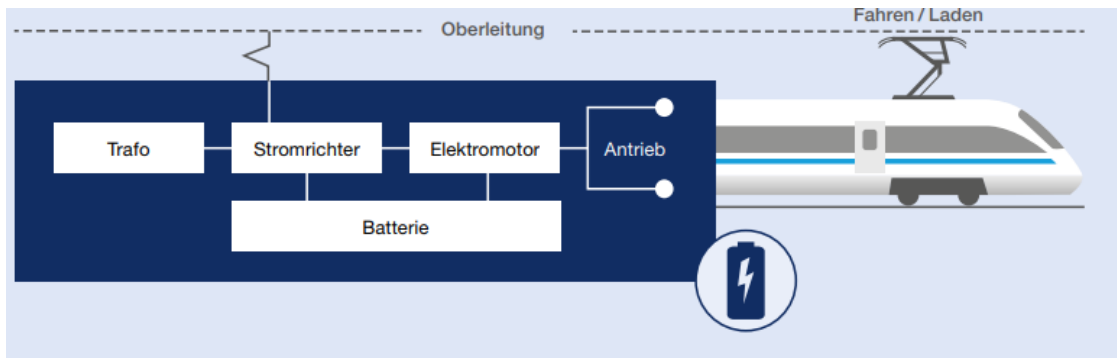 Fahren / Laden
Oberleitung
Trafo
Stromrichter
Elektromotor
Antrieb
Batterie